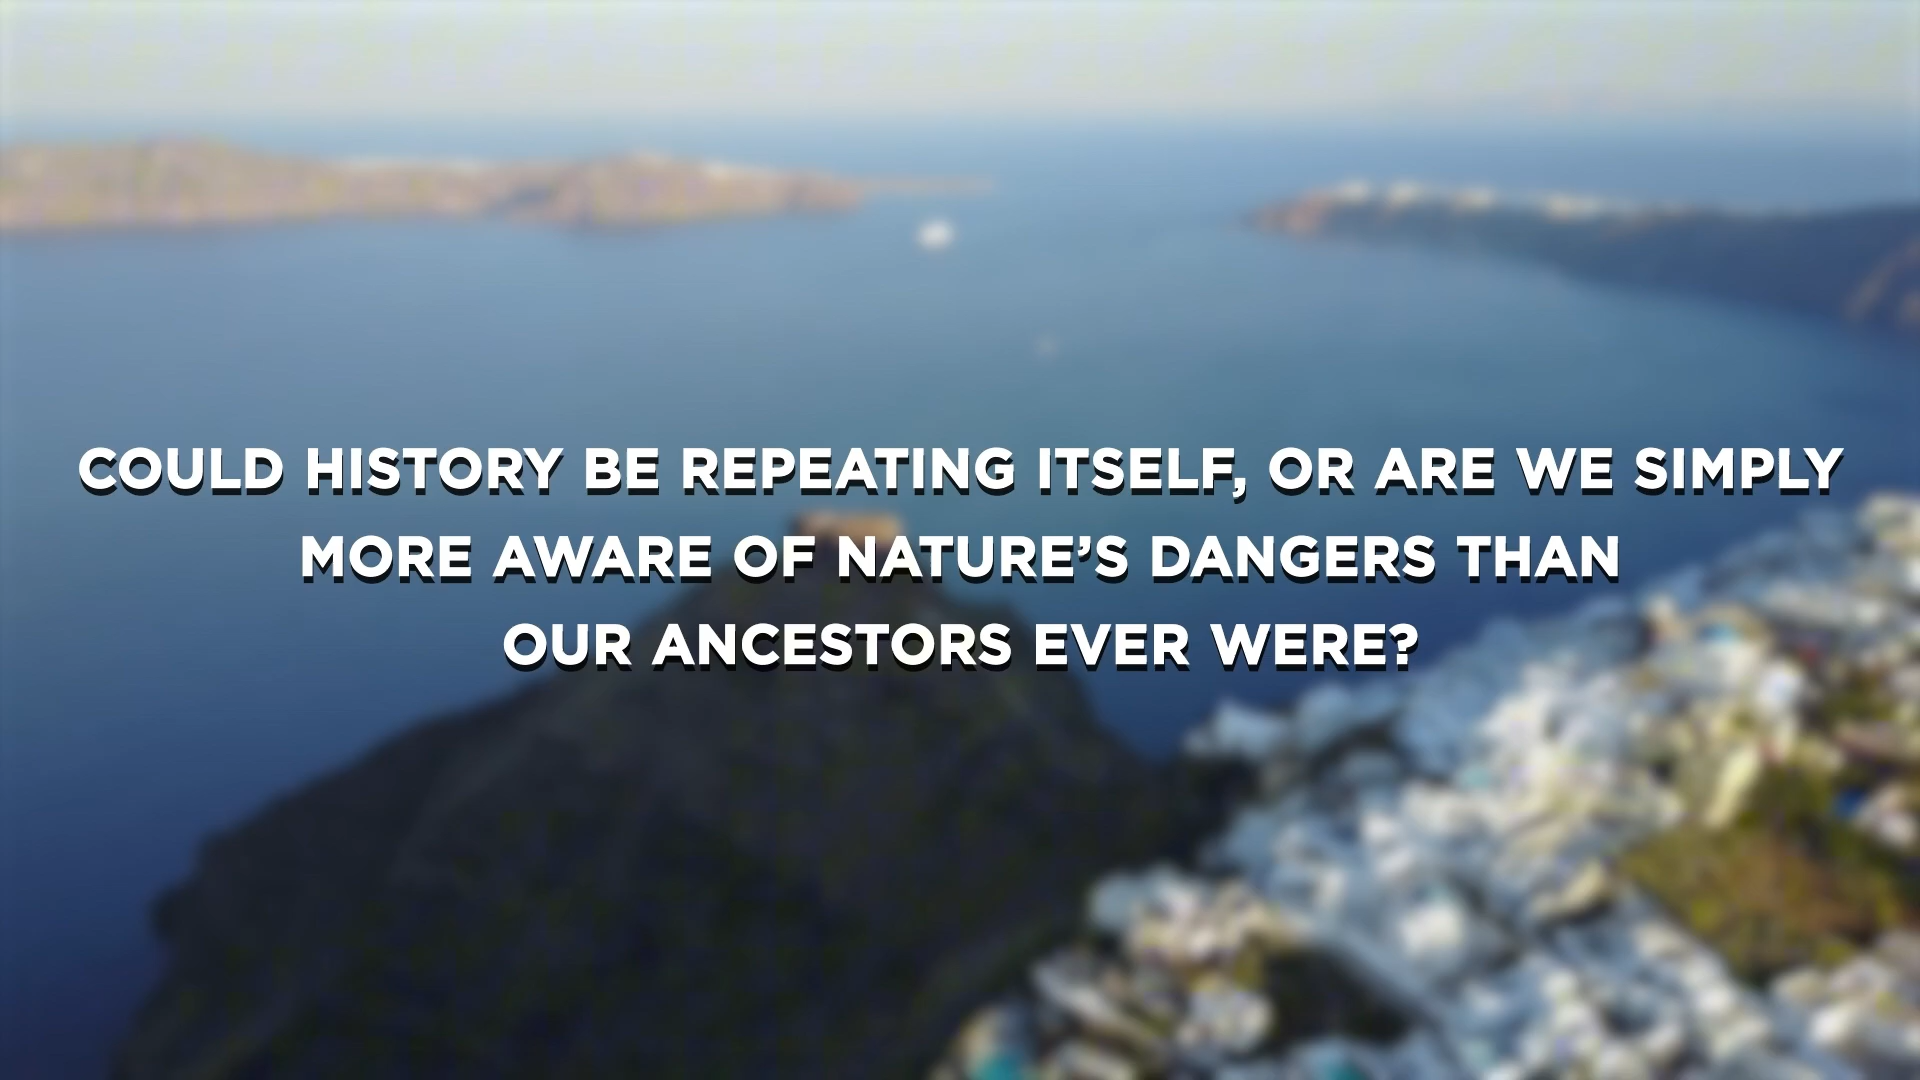 COULD HISTORY BE REPEATING ITSELF, OR ARE WE SIMPLY
MORE AWARE OF NATURE’S DANGERS THAN
OUR ANCESTORS EVER WERE?